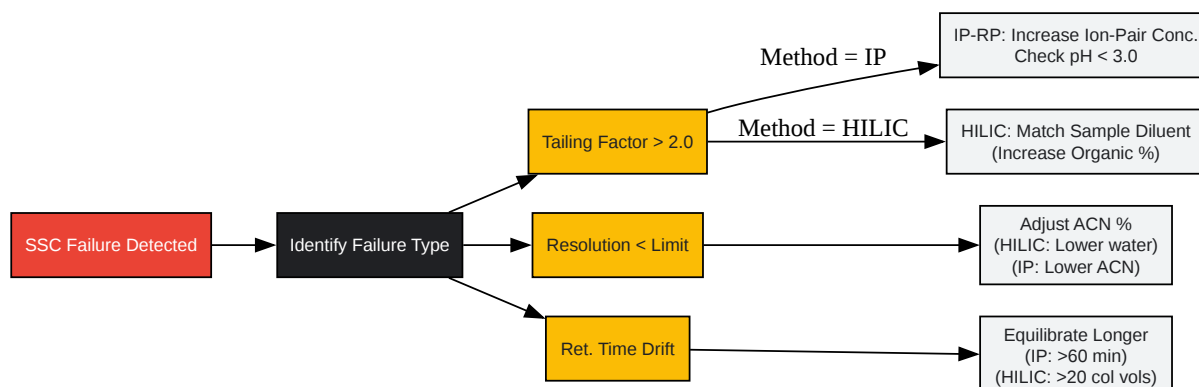 IP-RP: Increase Ion-Pair Conc.
Check pH < 3.0
Method = IP
Tailing Factor > 2.0
Method = HILIC
HILIC: Match Sample Diluent
(Increase Organic %)
SSC Failure Detected
Identify Failure Type
Resolution < Limit
Adjust ACN %
(HILIC: Lower water)
(IP: Lower ACN)
Ret. Time Drift
Equilibrate Longer
(IP: >60 min)
(HILIC: >20 col vols)